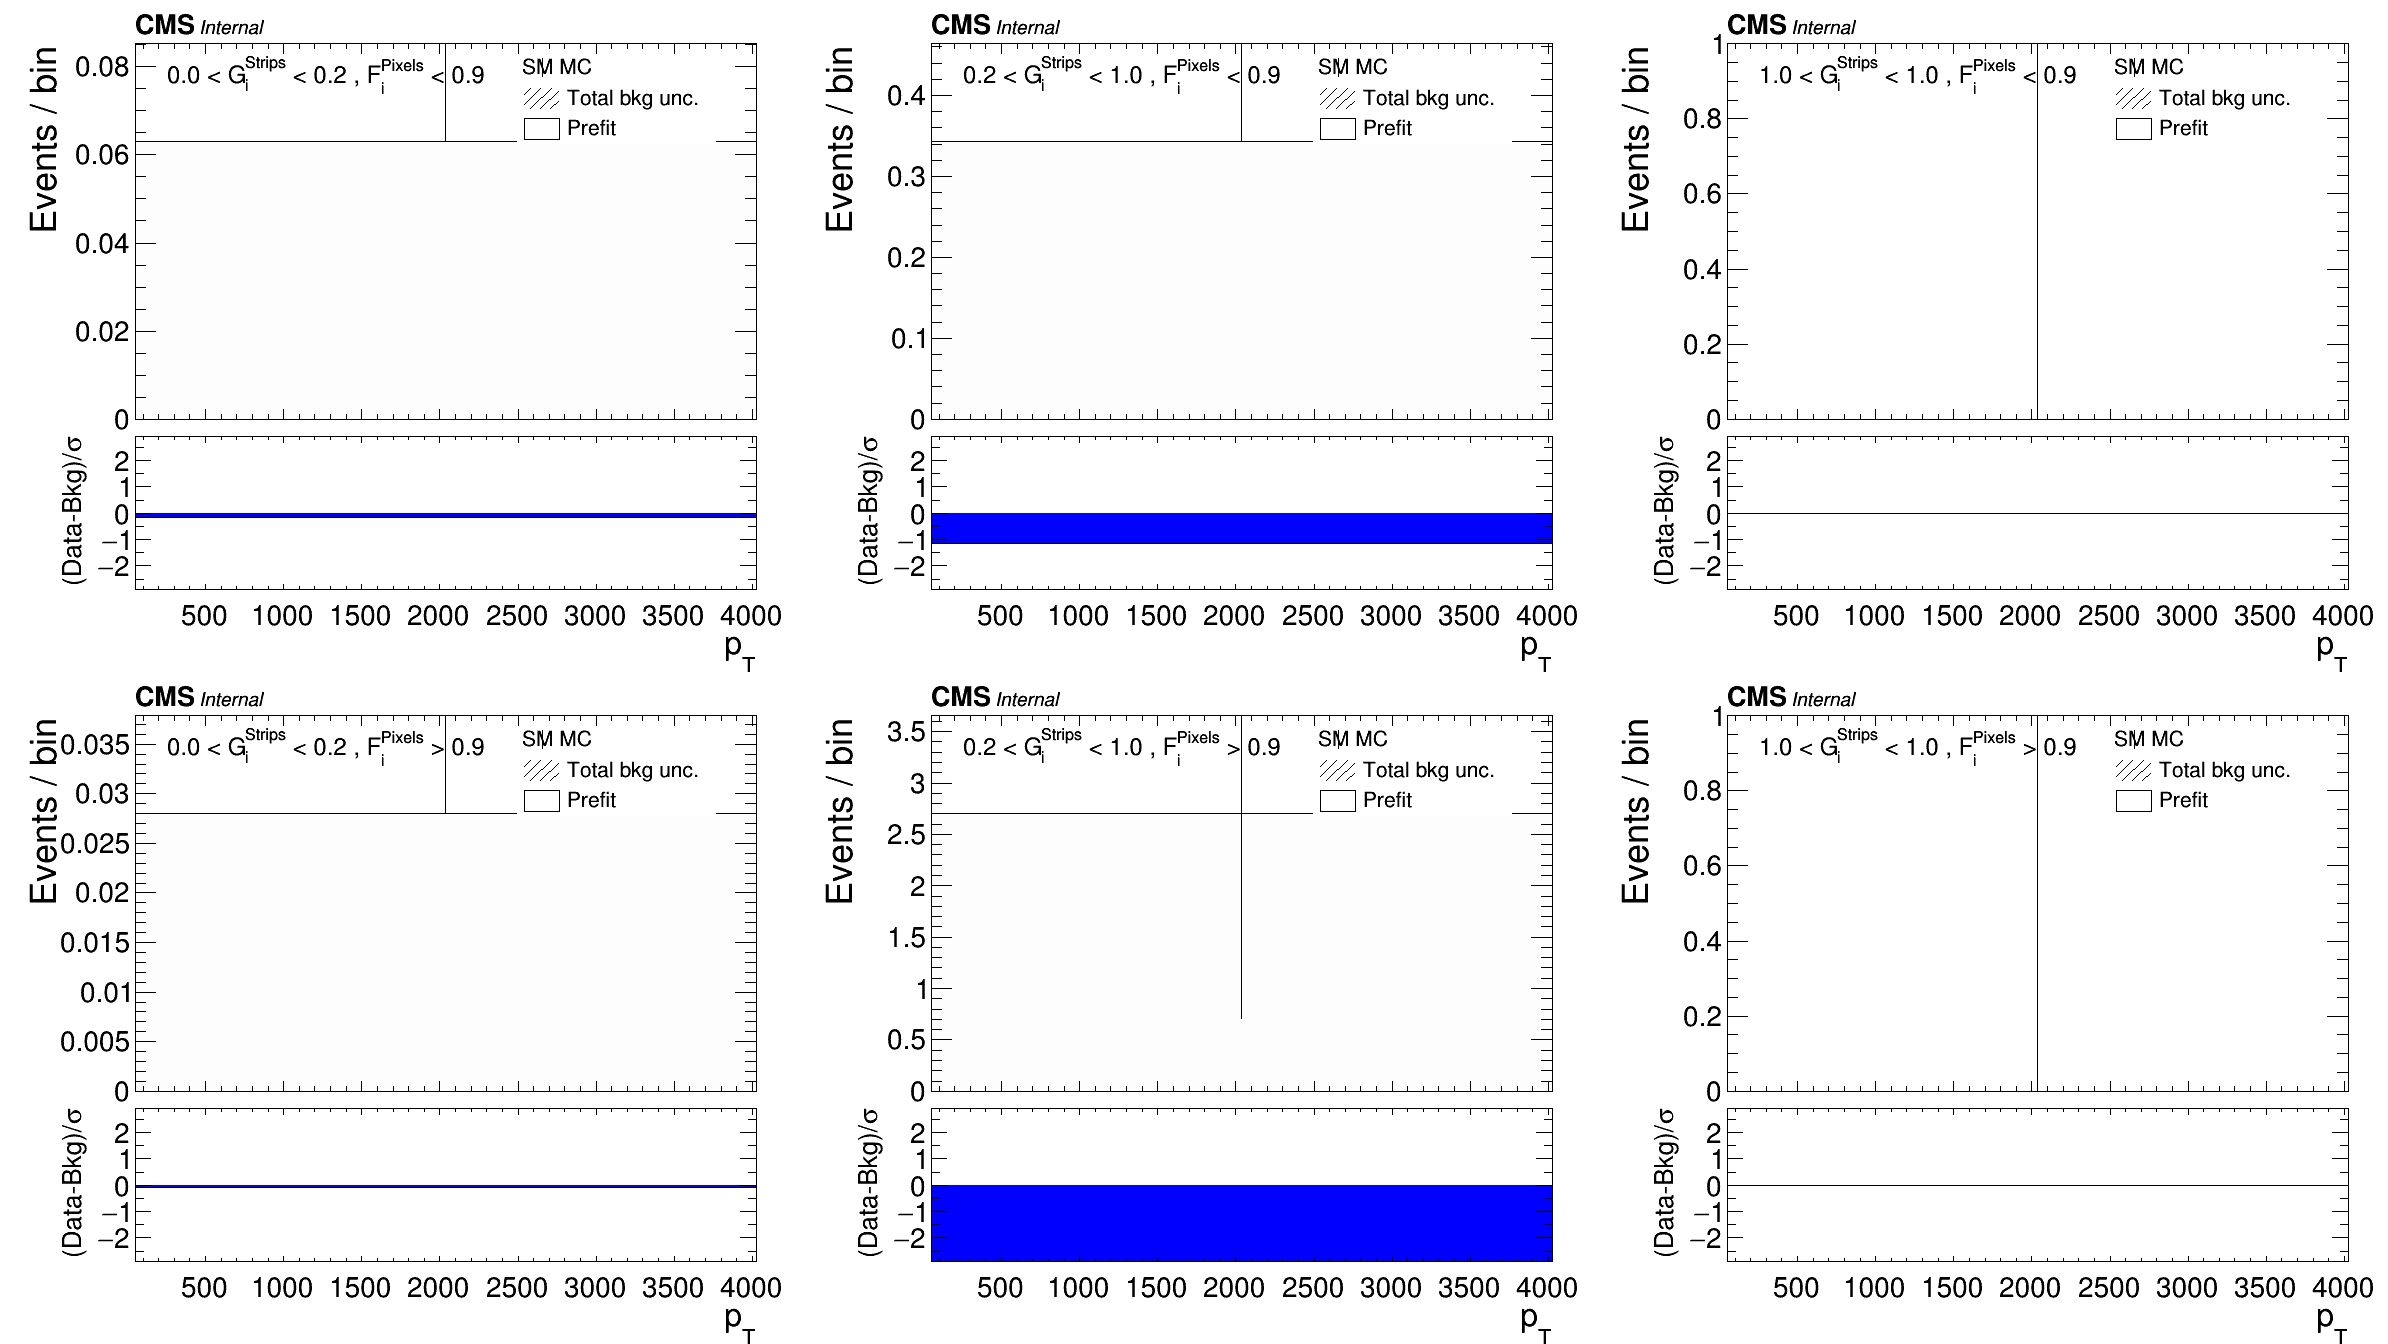 CMS Internal
Events / bin
0.0 < G_i^Strips < 0.2 , F_i^Pixels < 0.9
SM MC
Total bkg unc.
Prefit
0.08
0.06
0.04
0.02
0
(Data-Bkg)/σ
2
1
0
−1
−2
500 1000 1500 2000 2500 3000 3500 4000
p_T
CMS Internal
Events / bin
0.2 < G_i^Strips < 1.0 , F_i^Pixels < 0.9
SM MC
Total bkg unc.
Prefit
0.4
0.3
0.2
0.1
0
(Data-Bkg)/σ
2
1
0
−1
−2
500 1000 1500 2000 2500 3000 3500 4000
p_T
CMS Internal
Events / bin
1.0 < G_i^Strips < 1.0 , F_i^Pixels < 0.9
SM MC
Total bkg unc.
Prefit
1
0.8
0.6
0.4
0.2
0
(Data-Bkg)/σ
2
1
0
−1
−2
500 1000 1500 2000 2500 3000 3500 4000
p_T
CMS Internal
Events / bin
0.0 < G_i^Strips < 0.2 , F_i^Pixels > 0.9
SM MC
Total bkg unc.
Prefit
0.035
0.03
0.025
0.02
0.015
0.01
0.005
0
(Data-Bkg)/σ
2
1
0
−1
−2
500 1000 1500 2000 2500 3000 3500 4000
p_T
CMS Internal
Events / bin
0.2 < G_i^Strips < 1.0 , F_i^Pixels > 0.9
SM MC
Total bkg unc.
Prefit
3.5
3
2.5
2
1.5
1
0.5
0
(Data-Bkg)/σ
2
1
0
−1
−2
500 1000 1500 2000 2500 3000 3500 4000
p_T
CMS Internal
Events / bin
1.0 < G_i^Strips < 1.0 , F_i^Pixels > 0.9
SM MC
Total bkg unc.
Prefit
1
0.8
0.6
0.4
0.2
0
(Data-Bkg)/σ
2
1
0
−1
−2
500 1000 1500 2000 2500 3000 3500 4000
p_T